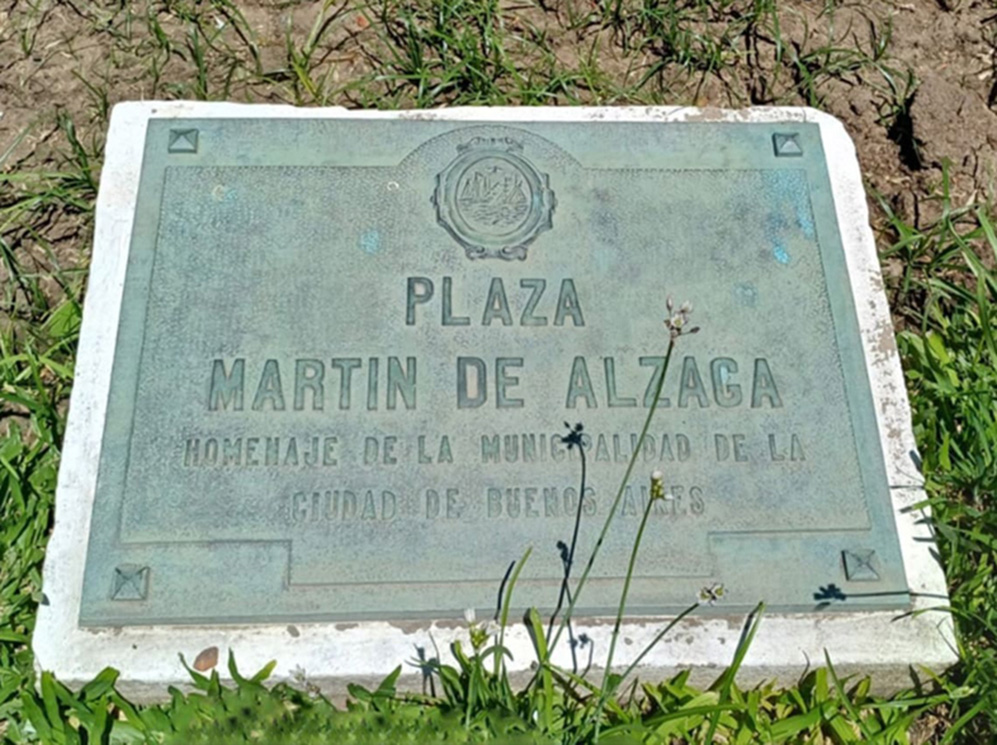 PLAZA
MARTIN DE ALZAGA
HOMENAJE DE LA MUNICIPALIDAD DE LA
CIUDAD DE BUENOS AIRES